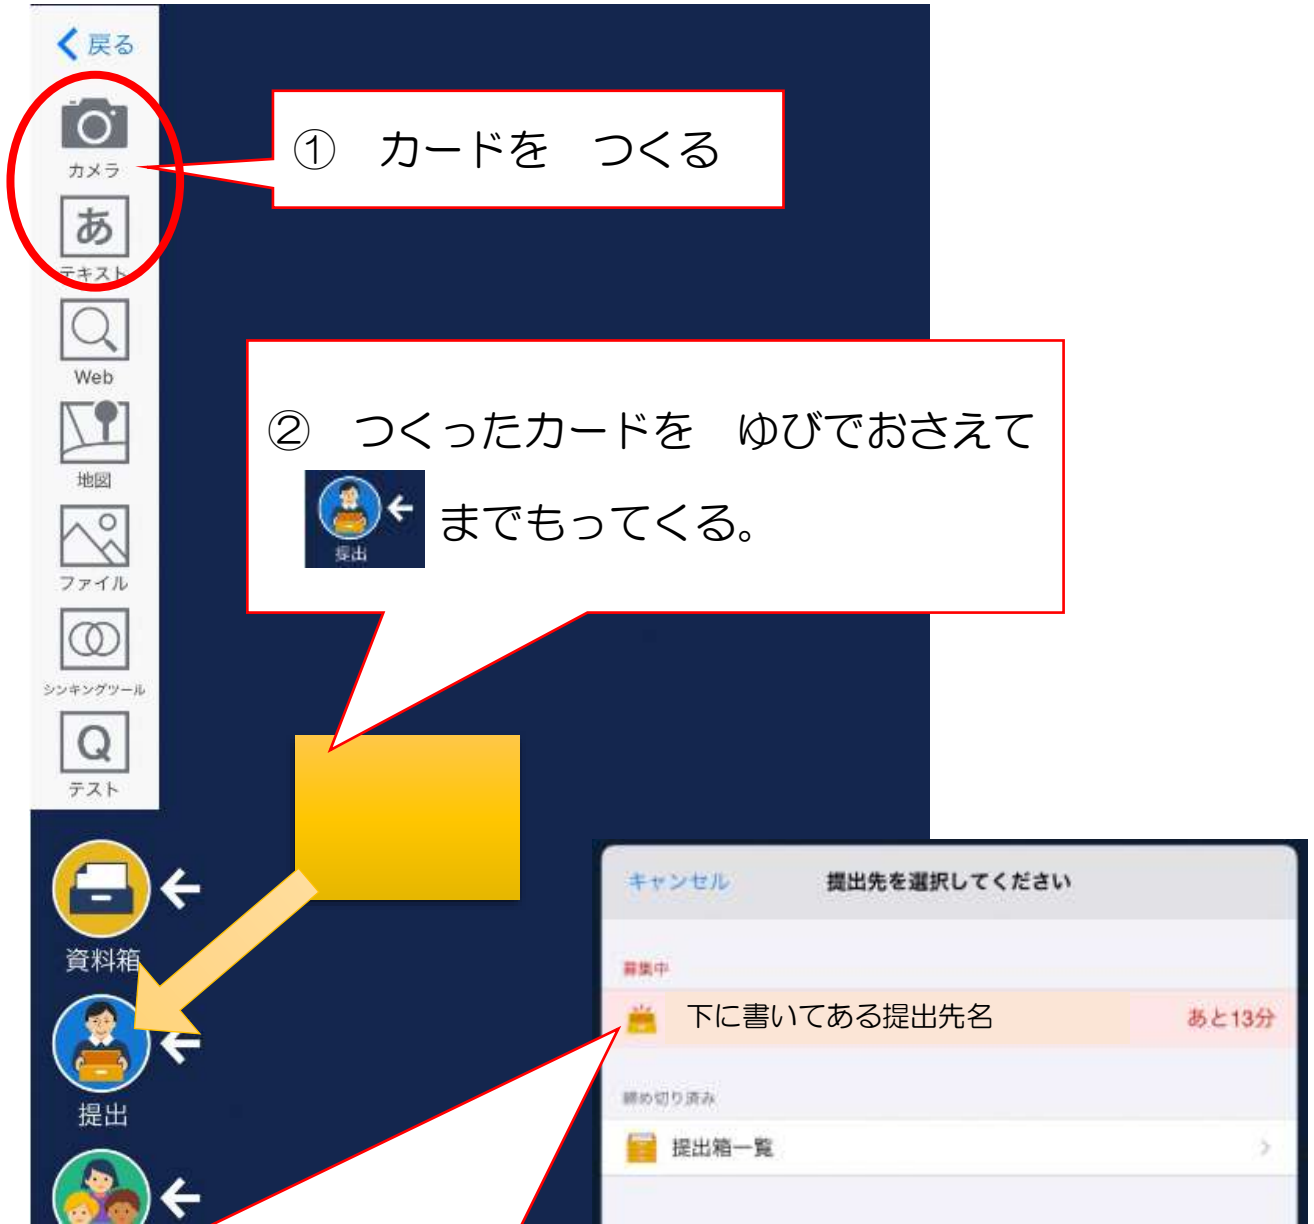 戻る
カメラ
テキスト
Web
地図
ファイル
シンキングツール
テスト
資料箱
提出
① カードを つくる
② つくったカードを ゆびでおさえて
提出
までもってくる。
キャンセル 提出先を選択してください
募集中
下に書いてある提出先名 あと13分
締め切り済み
提出箱一覧